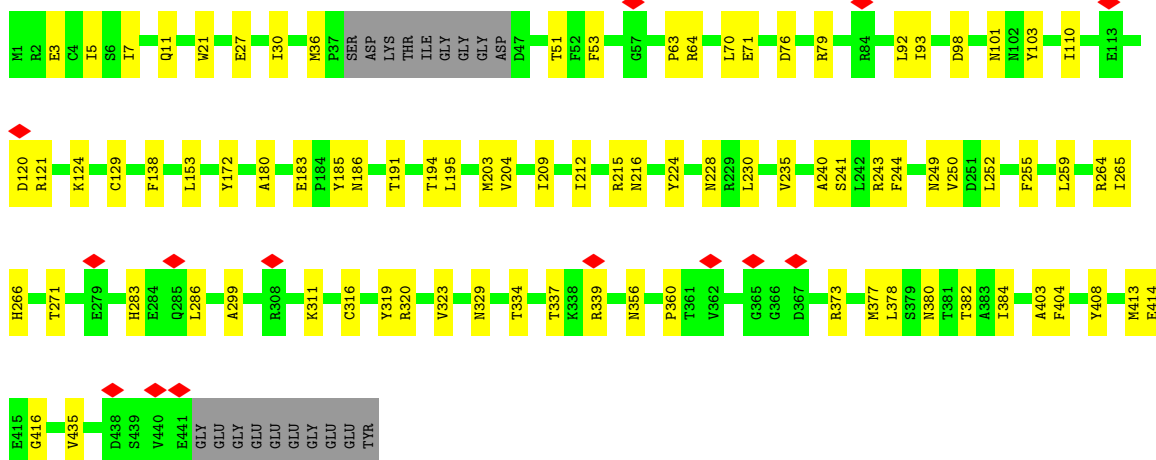 M1 R2 E3 C4 I5 S6 I7 Q11 W21 E27 I30 M36 P37 SER ASP LYS THR ILE GLY GLY GLY ASP D47 T51 F52 F53 G57 P63 R64 L70 E71 D76 R79 R84 L92 I93 D98 N101 N102 Y103 I110 E113
D120 R121 K124 C129 F138 L153 Y172 A180 E183 P184 Y185 N186 T191 T194 L195 M203 V204 I209 I212 R215 N216 Y224 N228 R229 L230 V235 A240 S241 L242 R243 F244 N249 V250 D251 L252 F255 L259 R264 I265
H266 T271 E279 H283 E284 Q285 L286 A299 R308 K311 C316 Y319 R320 V323 N329 T334 T337 K338 R339 N356 P360 T361 V362 G365 G366 D367 R373 M377 L378 S379 N380 T381 T382 A383 I384 A403 F404 Y408 M413 E414
E415 G416 V435 D438 S439 V440 E441 GLY GLU GLY GLU GLU GLU GLY GLU GLU TYR